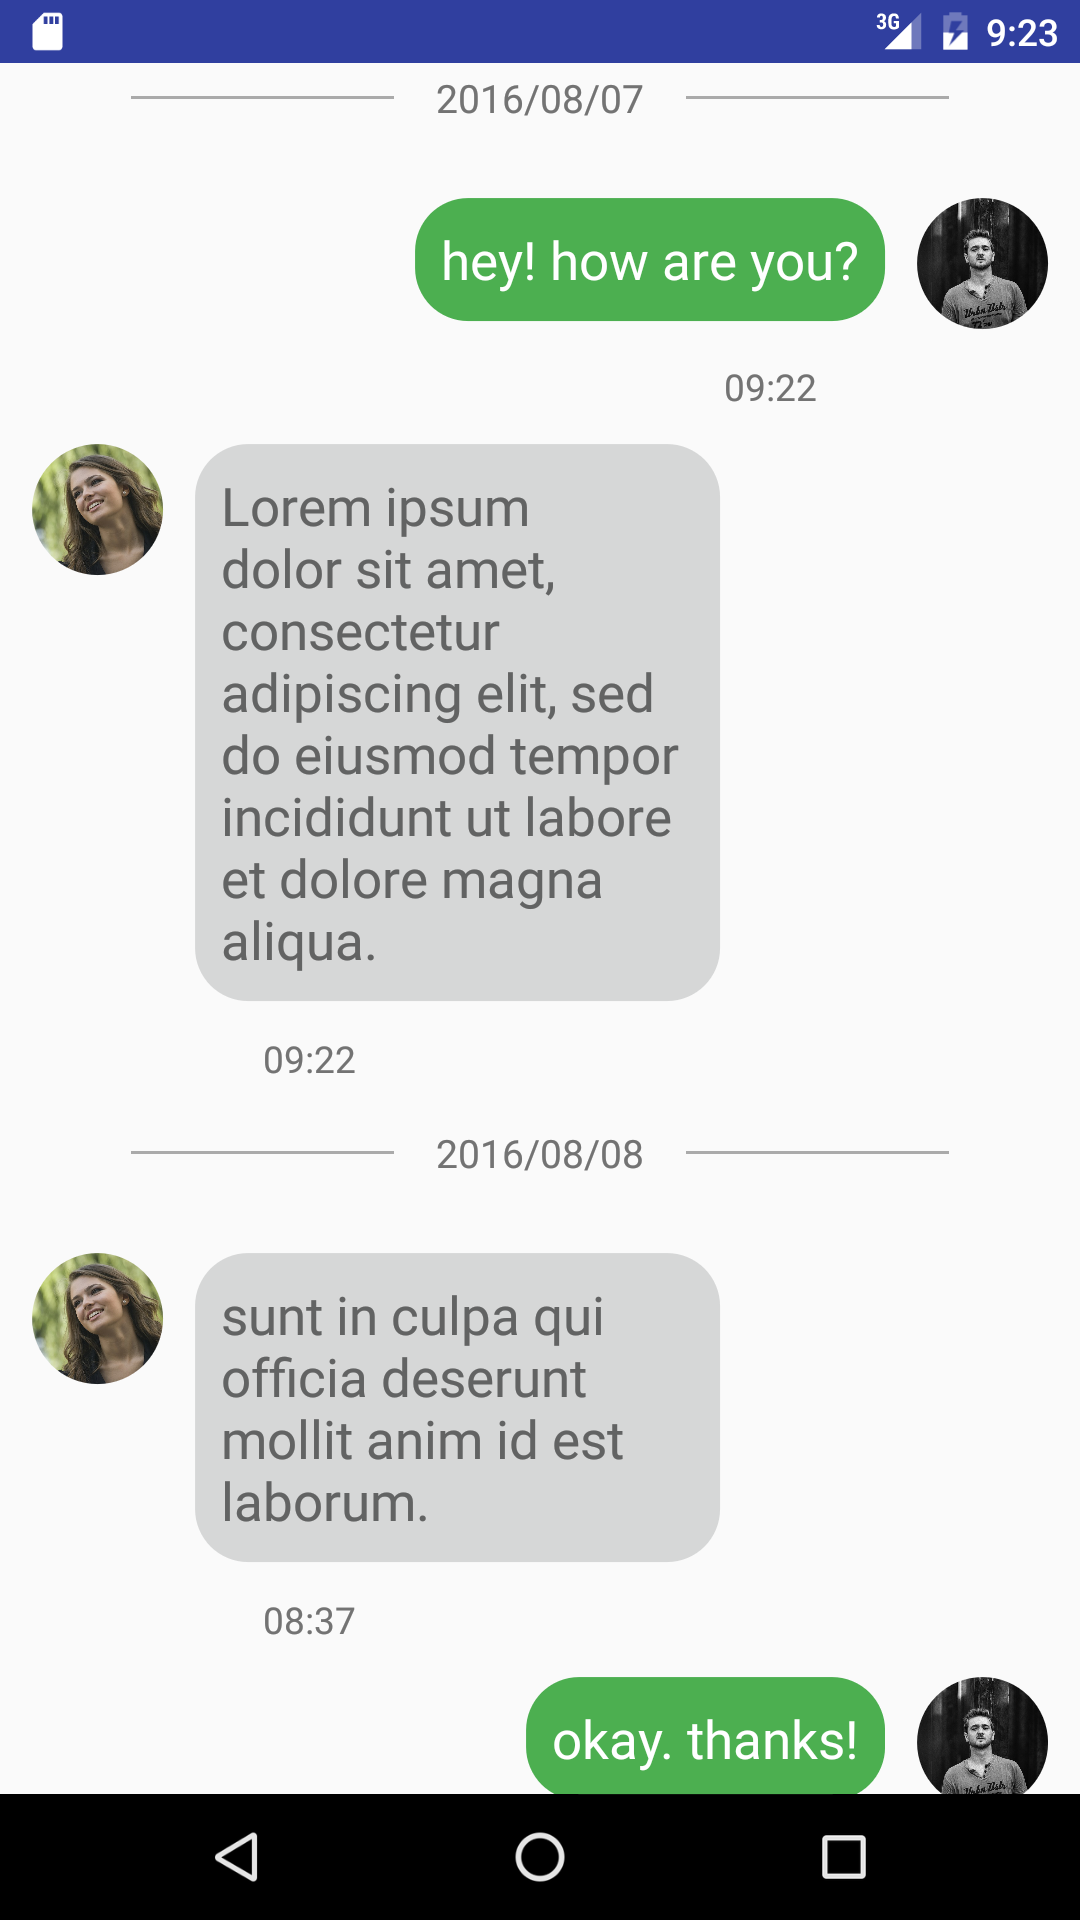 3G 9:23
2016/08/07
hey! how are you?
09:22
Lorem ipsum
dolor sit amet,
consectetur
adipiscing elit, sed
do eiusmod tempor
incididunt ut labore
et dolore magna
aliqua.
09:22
2016/08/08
sunt in culpa qui
officia deserunt
mollit anim id est
laborum.
08:37
okay. thanks!